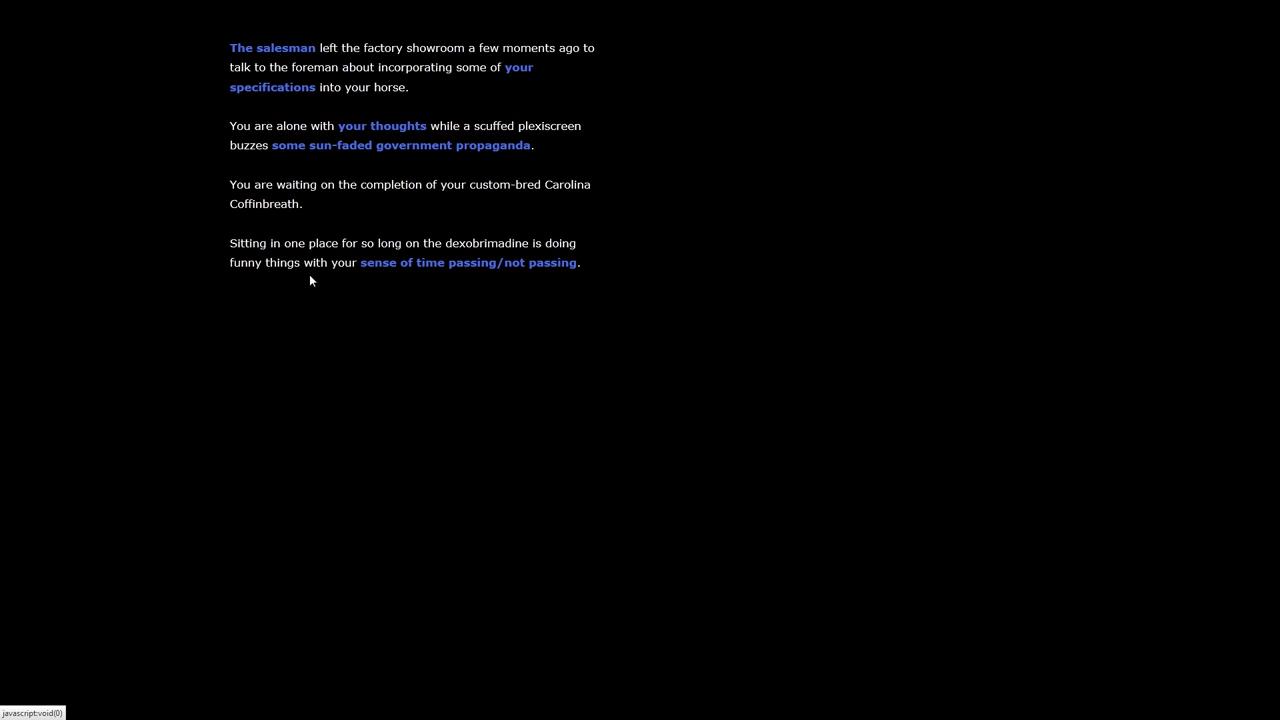 The salesman left the factory showroom a few moments ago to
talk to the foreman about incorporating some of your
specifications into your horse.
You are alone with your thoughts while a scuffed plexiscreen
buzzes some sun-faded government propaganda.
You are waiting on the completion of your custom-bred Carolina
Coffinbreath.
Sitting in one place for so long on the dexobrimadine is doing
funny things with your sense of time passing/not passing.
javascript:void(0)